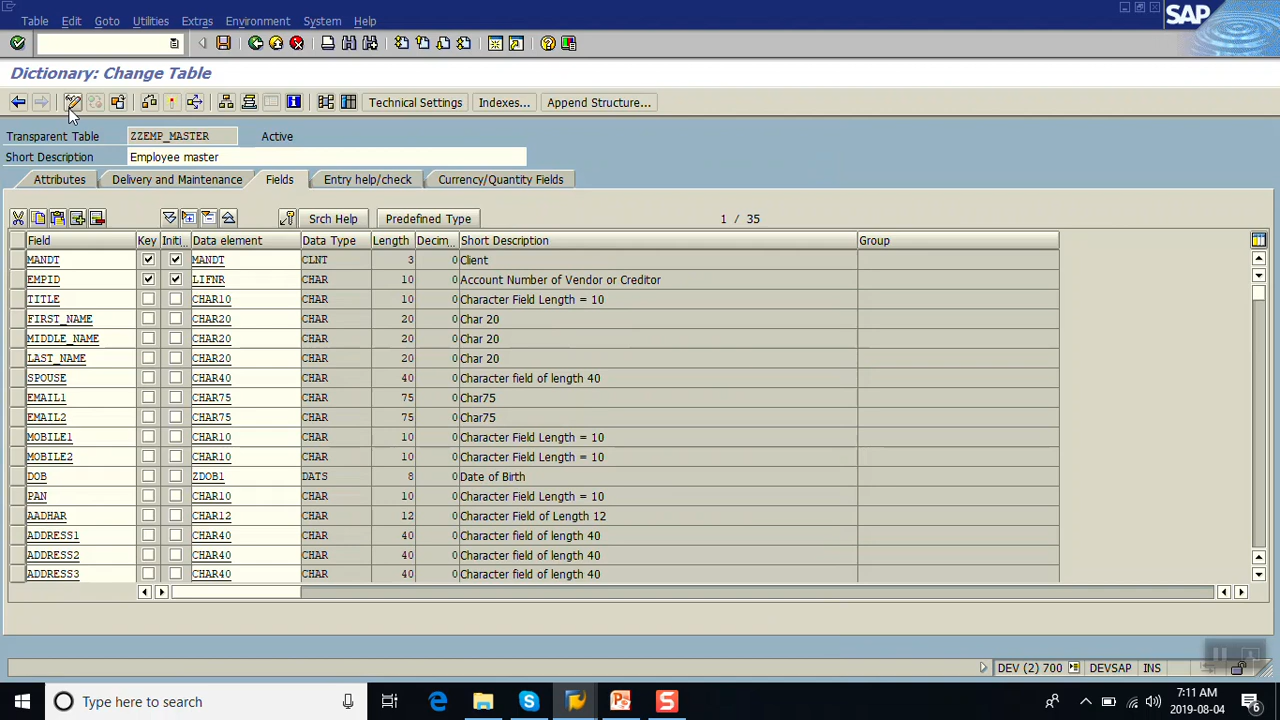 Table Edit Goto Utilities Extras Environment System Help
SAP
Dictionary: Change Table
Technical Settings Indexes... Append Structure...
Transparent Table ZZEMP_MASTER Active
Short Description Employee master
Attributes Delivery and Maintenance Fields Entry help/check Currency/Quantity Fields
Srch Help Predefined Type 1 / 35
Field Key Initi... Data element Data Type Length Decim... Short Description Group
MANDT MANDT CLNT 3 0 Client
EMPID LIFNR CHAR 10 0 Account Number of Vendor or Creditor
TITLE CHAR10 CHAR 10 0 Character Field Length = 10
FIRST_NAME CHAR20 CHAR 20 0 Char 20
MIDDLE_NAME CHAR20 CHAR 20 0 Char 20
LAST_NAME CHAR20 CHAR 20 0 Char 20
SPOUSE CHAR40 CHAR 40 0 Character field of length 40
EMAIL1 CHAR75 CHAR 75 0 Char75
EMAIL2 CHAR75 CHAR 75 0 Char75
MOBILE1 CHAR10 CHAR 10 0 Character Field Length = 10
MOBILE2 CHAR10 CHAR 10 0 Character Field Length = 10
DOB ZDOB1 DATS 8 0 Date of Birth
PAN CHAR10 CHAR 10 0 Character Field Length = 10
AADHAR CHAR12 CHAR 12 0 Character Field of Length 12
ADDRESS1 CHAR40 CHAR 40 0 Character field of length 40
ADDRESS2 CHAR40 CHAR 40 0 Character field of length 40
ADDRESS3 CHAR40 CHAR 40 0 Character field of length 40
DEV (2) 700 DEVSAP INS
Type here to search
7:11 AM
2019-08-04
6